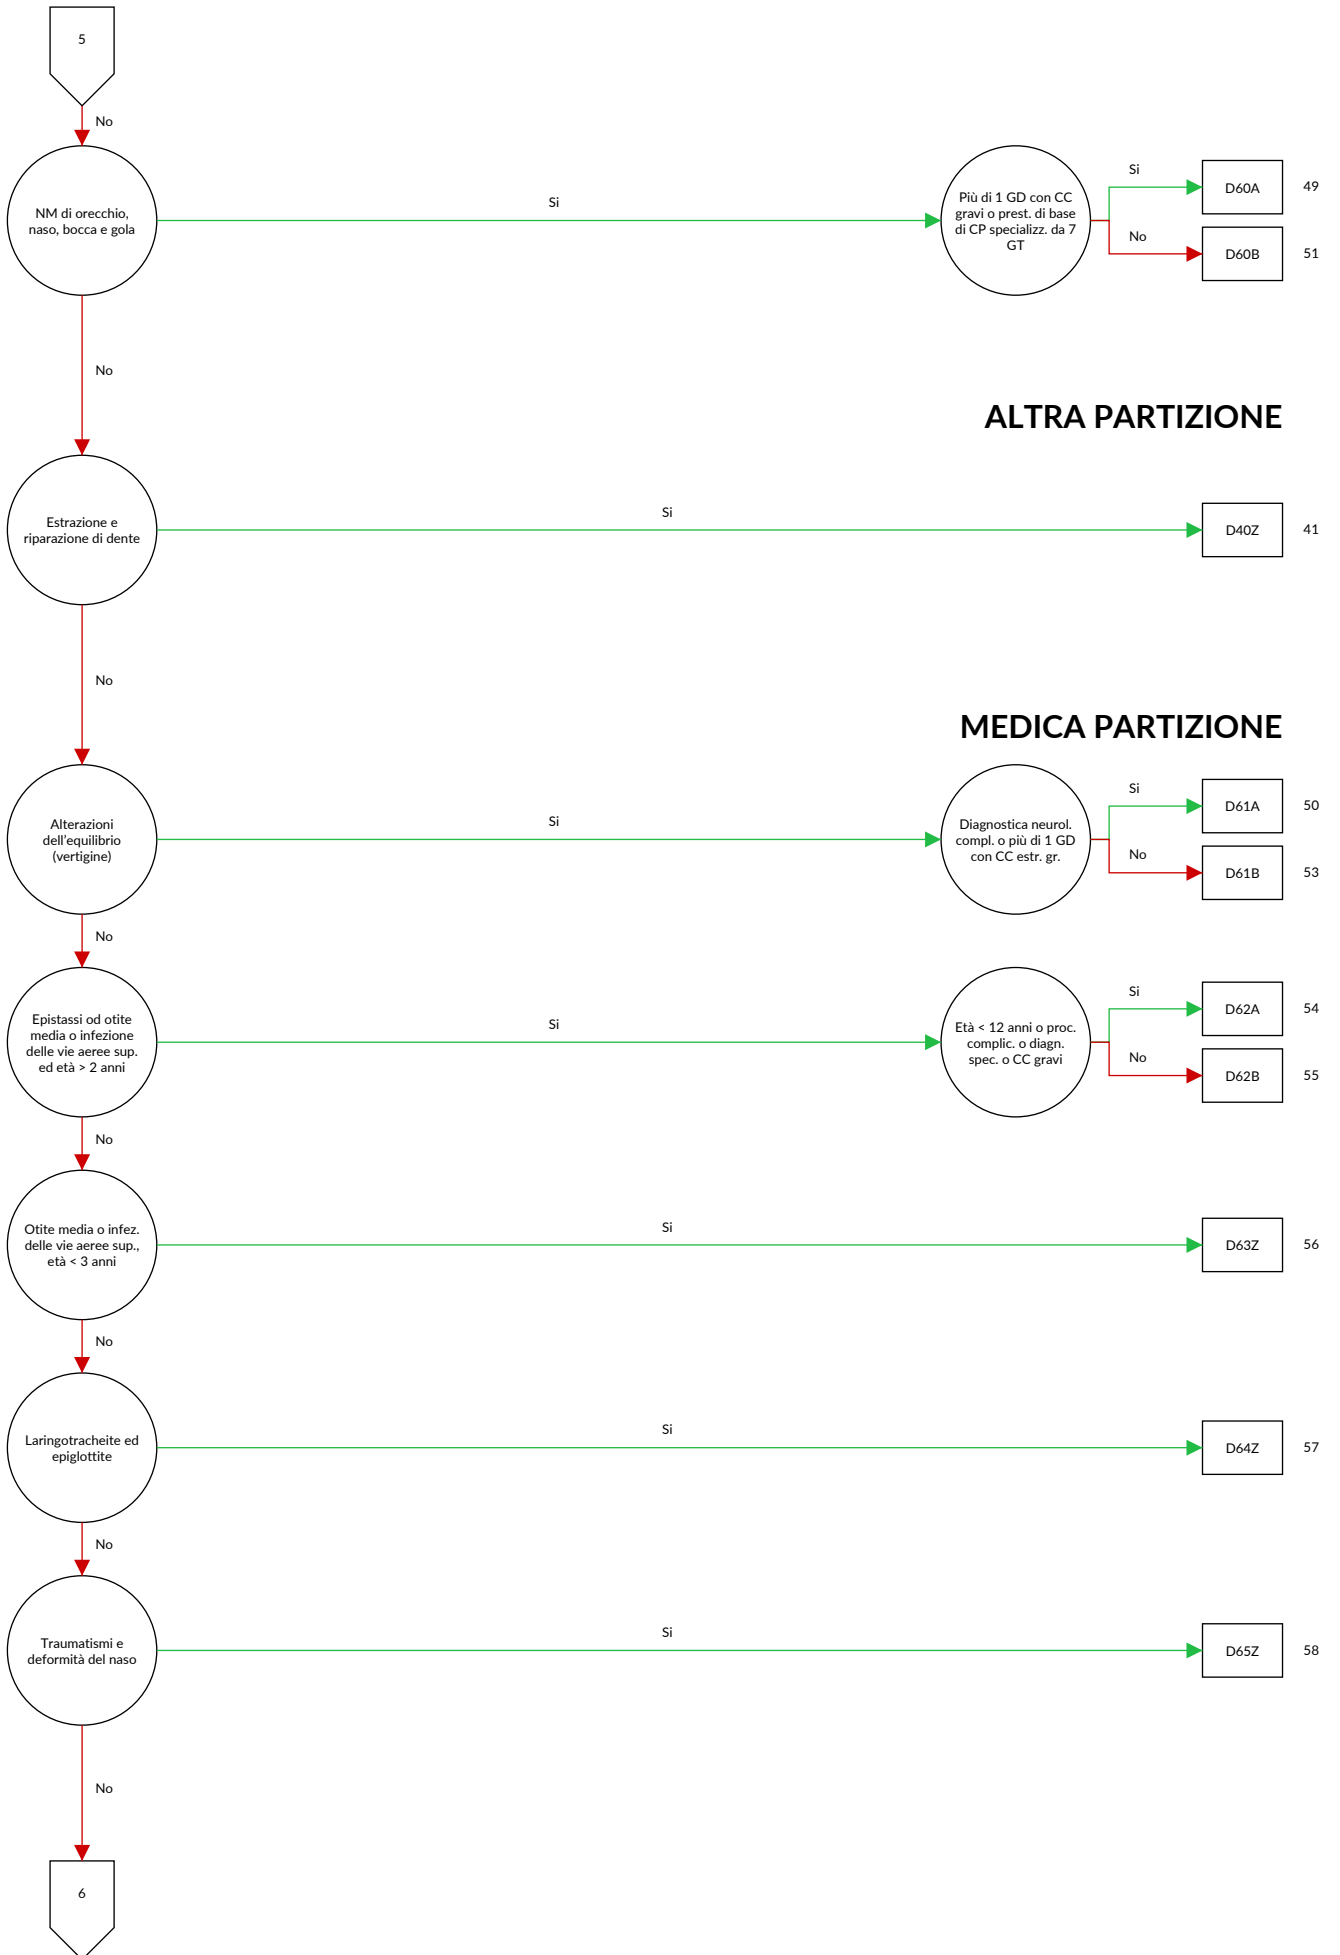 5
No
NM di orecchio,
naso, bocca e gola
Si
Più di 1 GD con CC
gravi o prest. di base
di CP specializz. da 7
GT
Si
D60A
49
No
D60B
51
No
ALTRA PARTIZIONE
Estrazione e
riparazione di dente
Si
D40Z
41
No
MEDICA PARTIZIONE
Alterazioni
dell'equilibrio
(vertigine)
Si
Diagnostica neurol.
compl. o più di 1 GD
con CC estr. gr.
Si
D61A
50
No
D61B
53
No
Epistassi od otite
media o infezione
delle vie aeree sup.
ed età > 2 anni
Si
Età < 12 anni o proc.
complic. o diagn.
spec. o CC gravi
Si
D62A
54
No
D62B
55
No
Otite media o infez.
delle vie aeree sup.,
età < 3 anni
Si
D63Z
56
No
Laringotracheite ed
epiglottite
Si
D64Z
57
No
Traumatismi e
deformità del naso
Si
D65Z
58
No
6